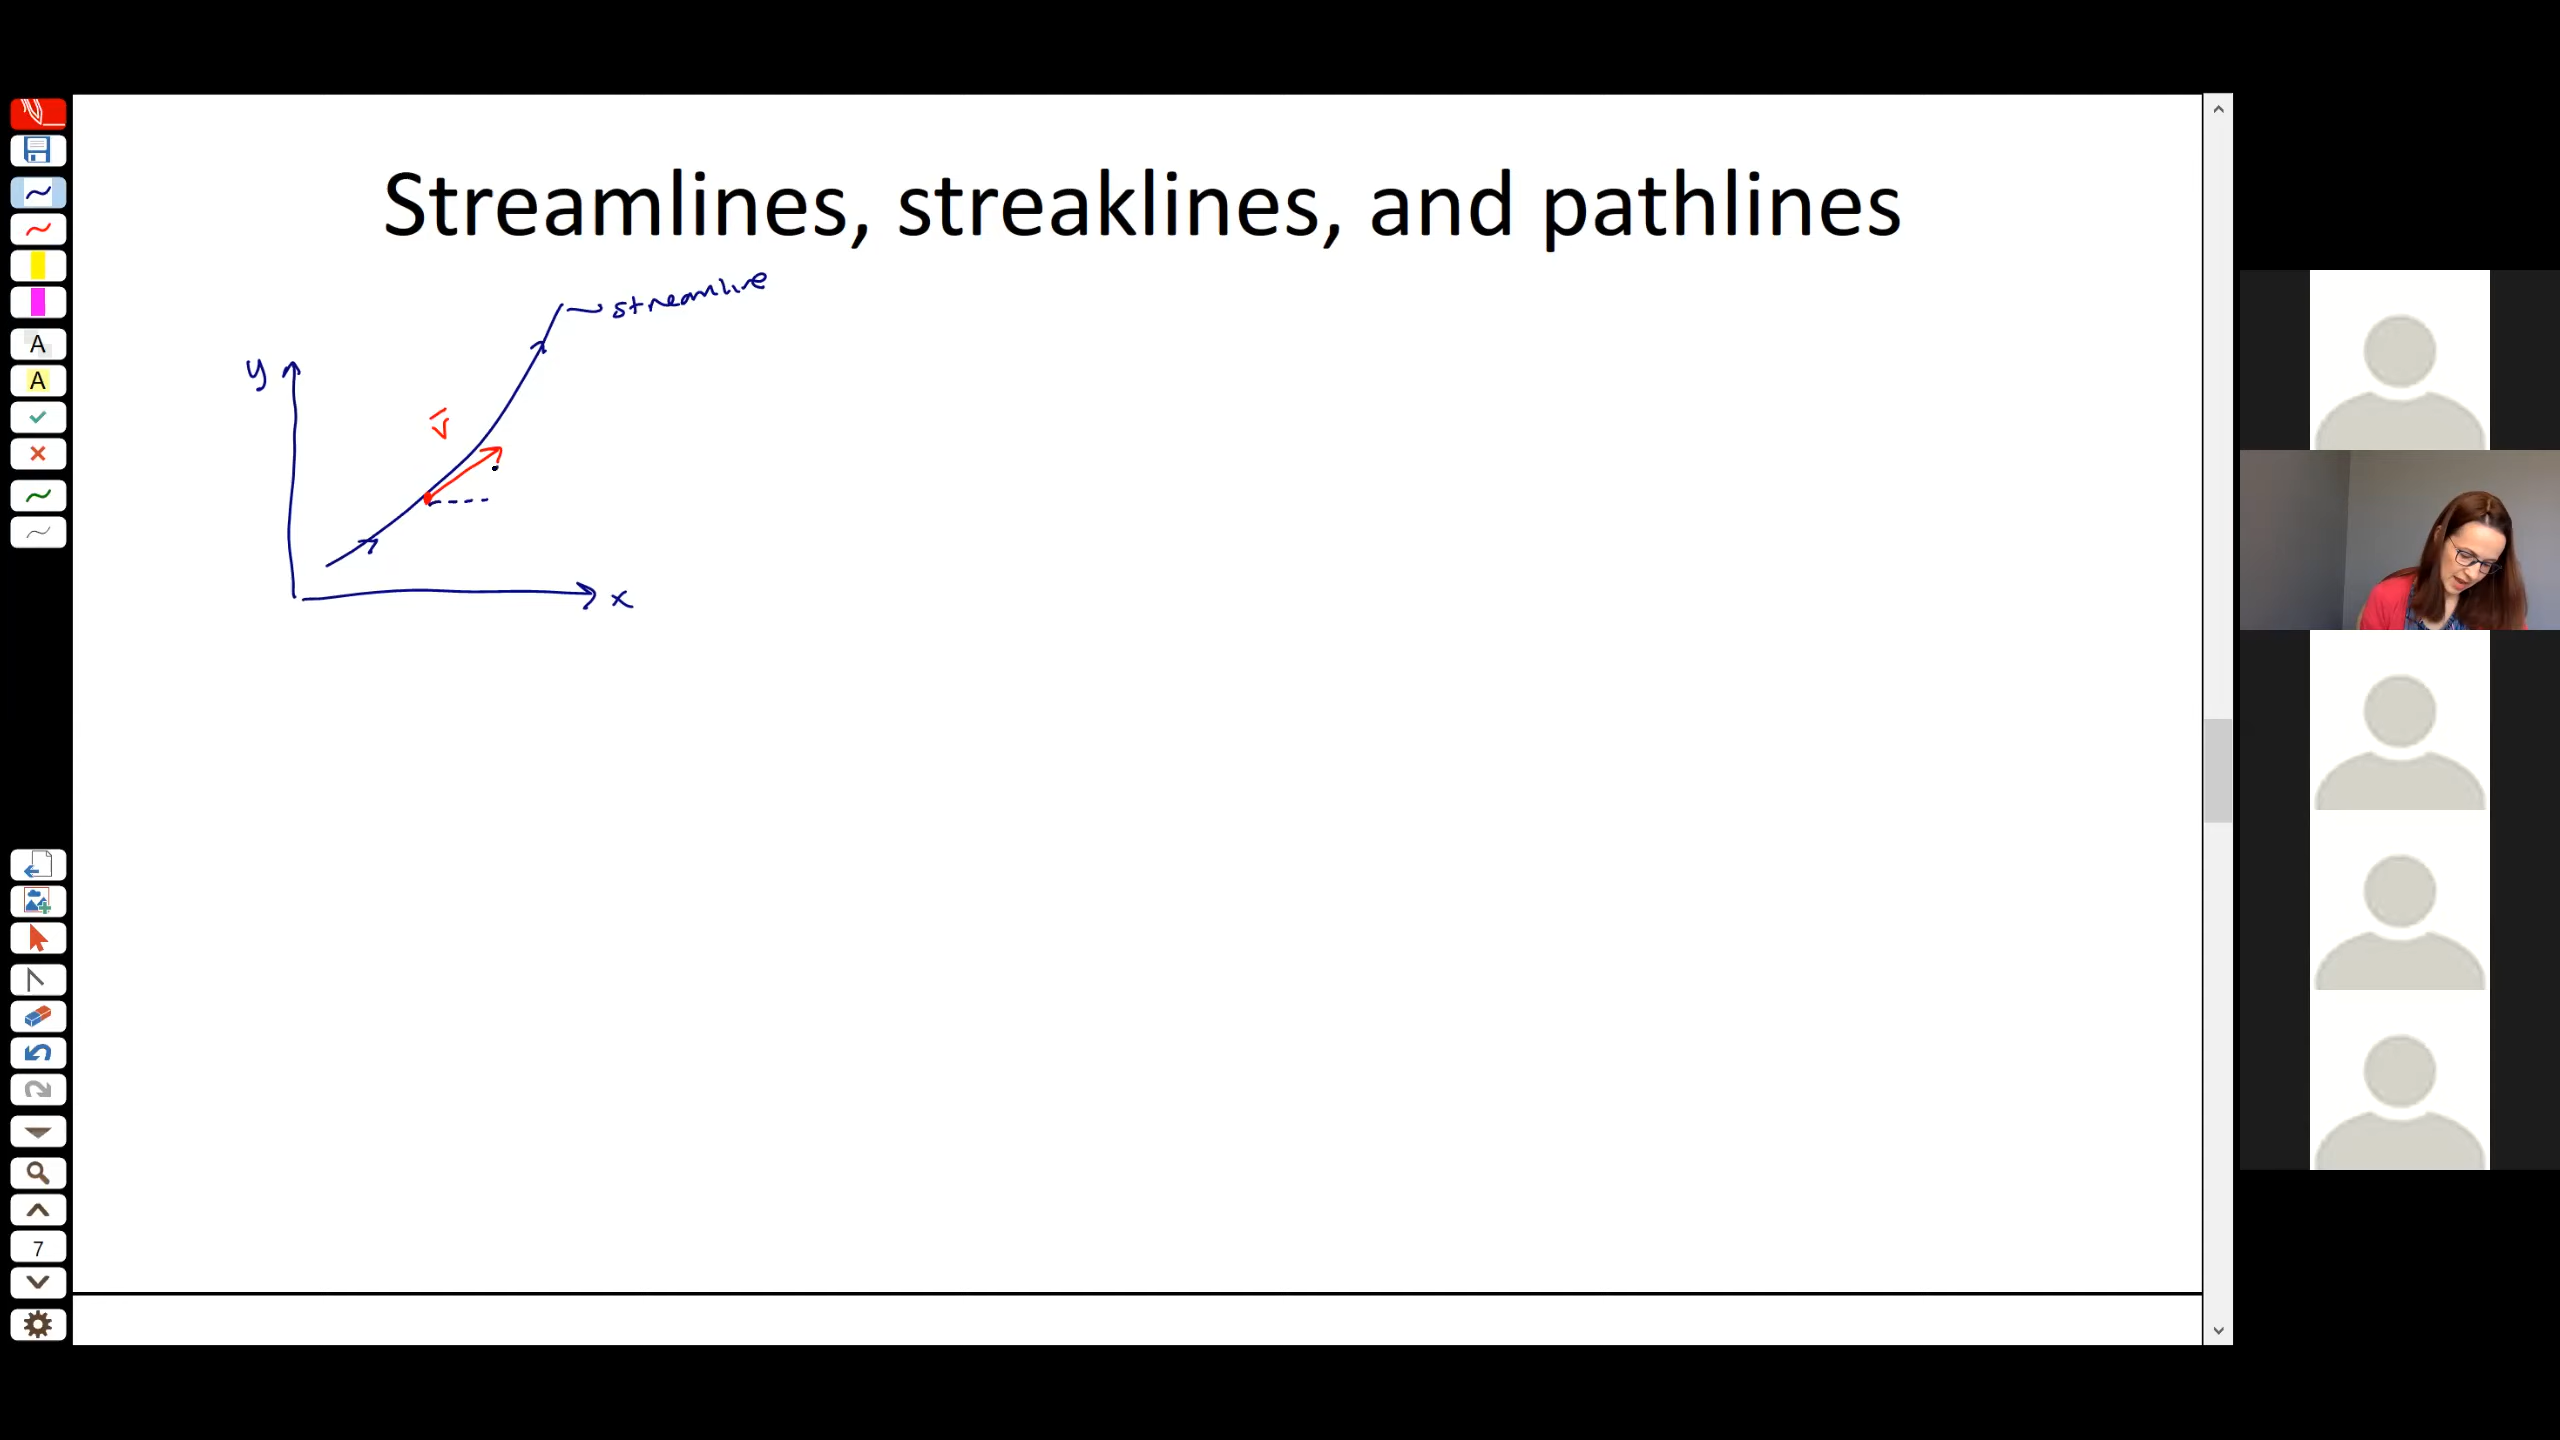 Streamlines, streaklines, and pathlines
streamline
y
v̄
x
A
A
7